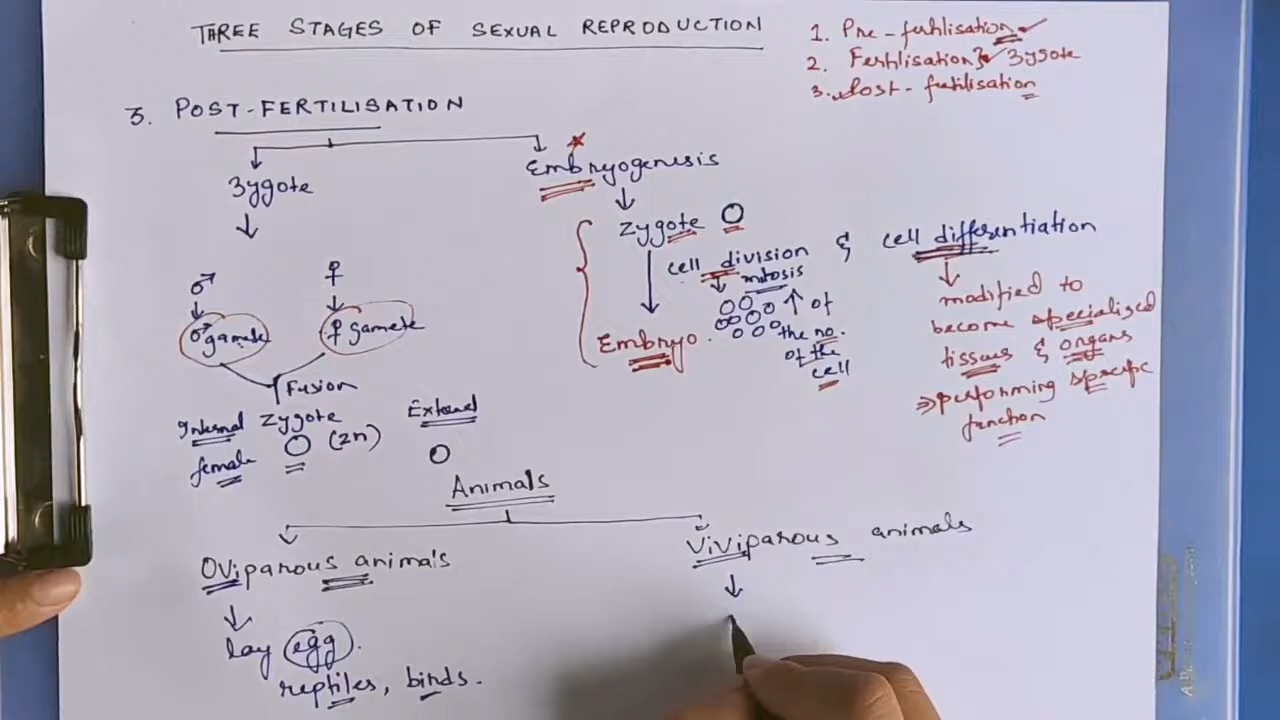 THREE STAGES OF SEXUAL REPRODUCTION
1. Pre-fertilisation
2. Fertilisation} Zygote
3. Post-fertilisation
3. POST-FERTILISATION
Zygote
Embryogenesis
Zygote
cell division & cell differentiation
mitosis
↑ of
the no.
of the
cell
Embryo.
modified to
become specialized
tissues & organs
⇒ performing specific
function
♂ ♀
♂gamete ♀gamete
Fusion
Internal Zygote External
female (2n)
Animals
Oviparous animals
Viviparous animals
lay egg.
reptiles, birds.